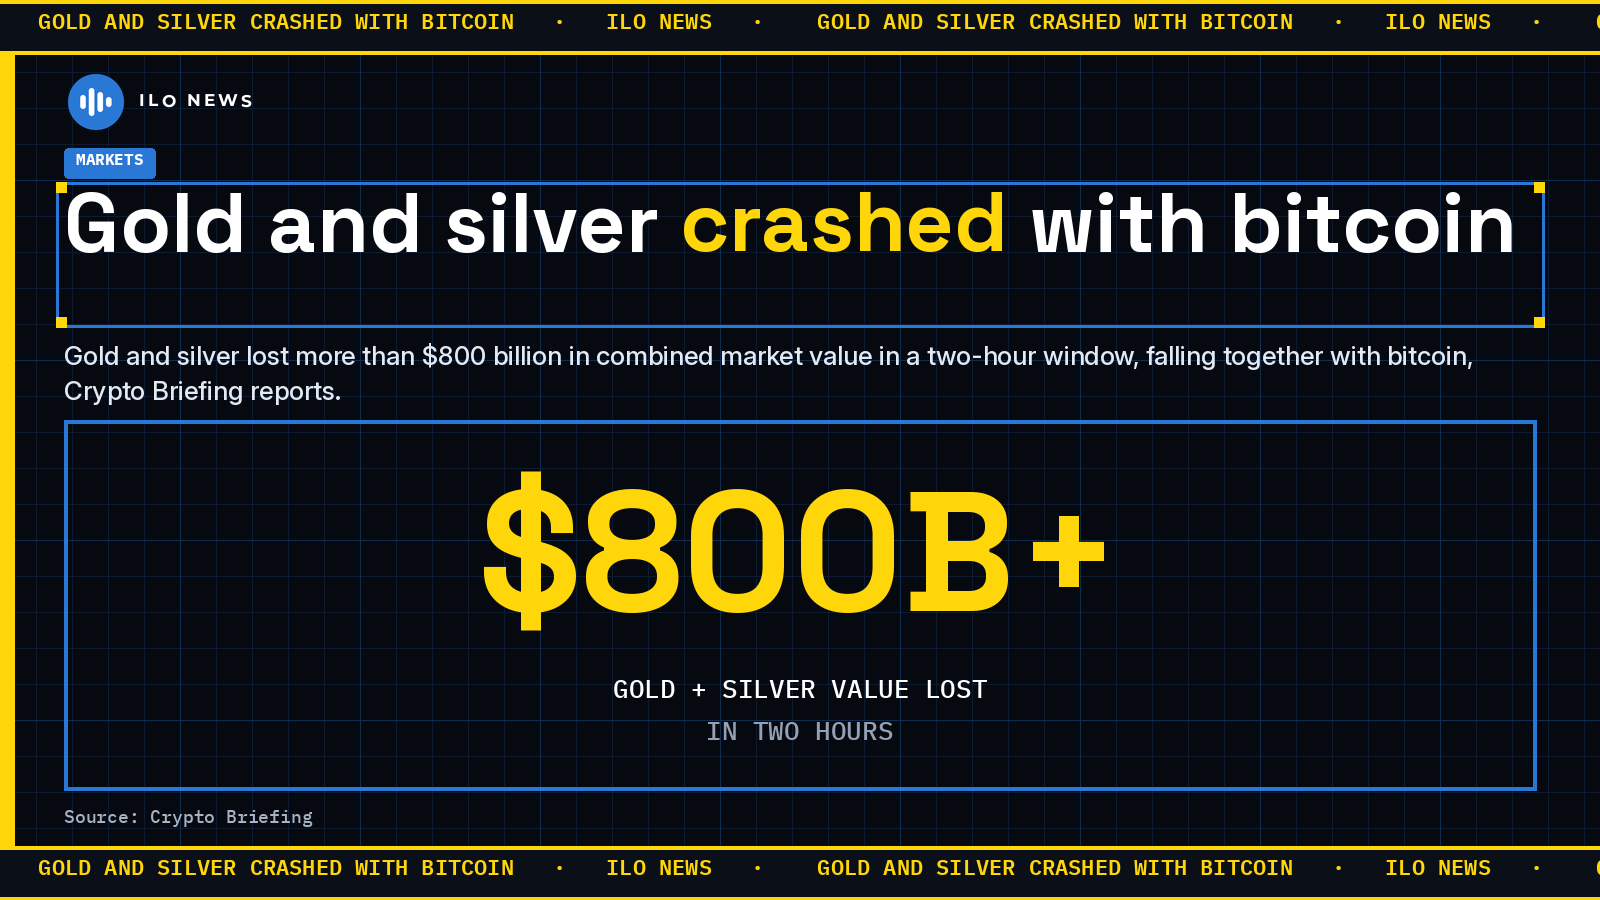 GOLD AND SILVER CRASHED WITH BITCOIN · ILO NEWS · GOLD AND SILVER CRASHED WITH BITCOIN · ILO NEWS ·
ILO NEWS
MARKETS
Gold and silver crashed with bitcoin
Gold and silver lost more than $800 billion in combined market value in a two-hour window, falling together with bitcoin,
Crypto Briefing reports.
$800B+
GOLD + SILVER VALUE LOST
IN TWO HOURS
Source: Crypto Briefing
GOLD AND SILVER CRASHED WITH BITCOIN · ILO NEWS · GOLD AND SILVER CRASHED WITH BITCOIN · ILO NEWS ·